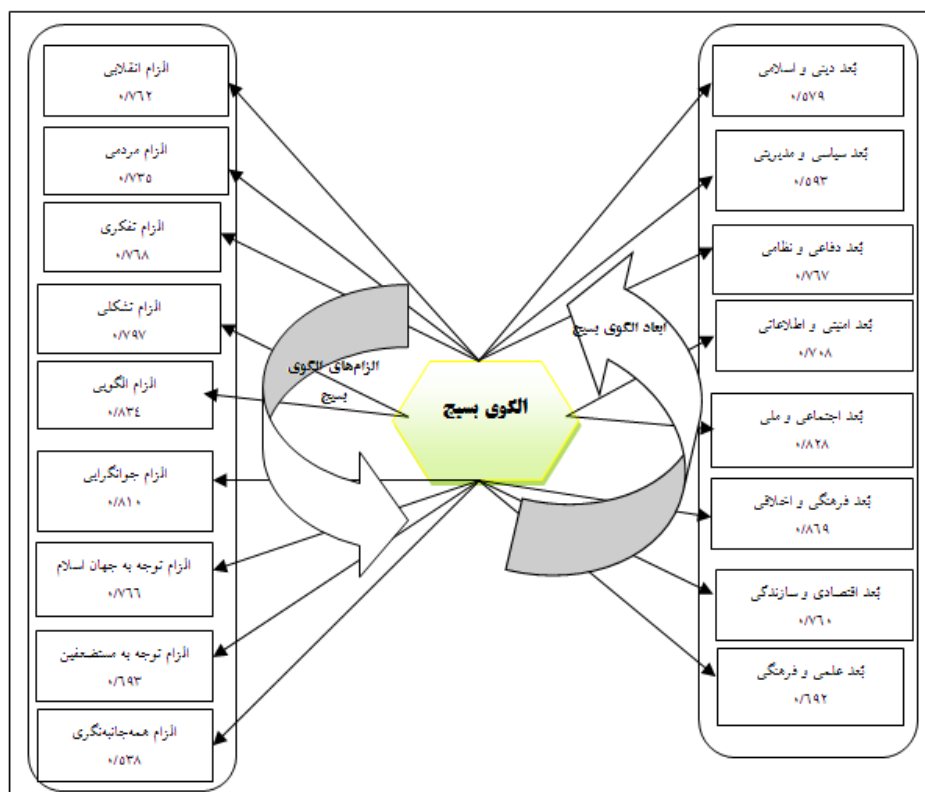 بُعد دینی و اسلامی
۰/۵۷۹
بُعد سیاسی و مدیریتی
۰/۵۹۳
بُعد دفاعی و نظامی
۰/۷۶۷
بُعد امنیتی و اطلاعاتی
۰/۷۰۸
بُعد اجتماعی و ملی
۰/۸۲۸
بُعد فرهنگی و اخلاقی
۰/۸۶۹
بُعد اقتصادی و سازندگی
۰/۷۶۰
بُعد علمی و فرهنگی
۰/۶۹۲
ابعاد الگوی بسیج
الگوی بسیج
الزام‌های الگوی
بسیج
الزام انقلابی
۰/۷۶۲
الزام مردمی
۰/۷۳۵
الزام تفکری
۰/۷۶۸
الزام تشکلی
۰/۷۹۷
الزام الگویی
۰/۸۳۴
الزام جوانگرایی
۰/۸۱۰
الزام توجه به جهان اسلام
۰/۷۶۶
الزام توجه به مستضعفین
۰/۶۹۳
الزام همه‌جانبه‌نگری
۰/۵۳۸